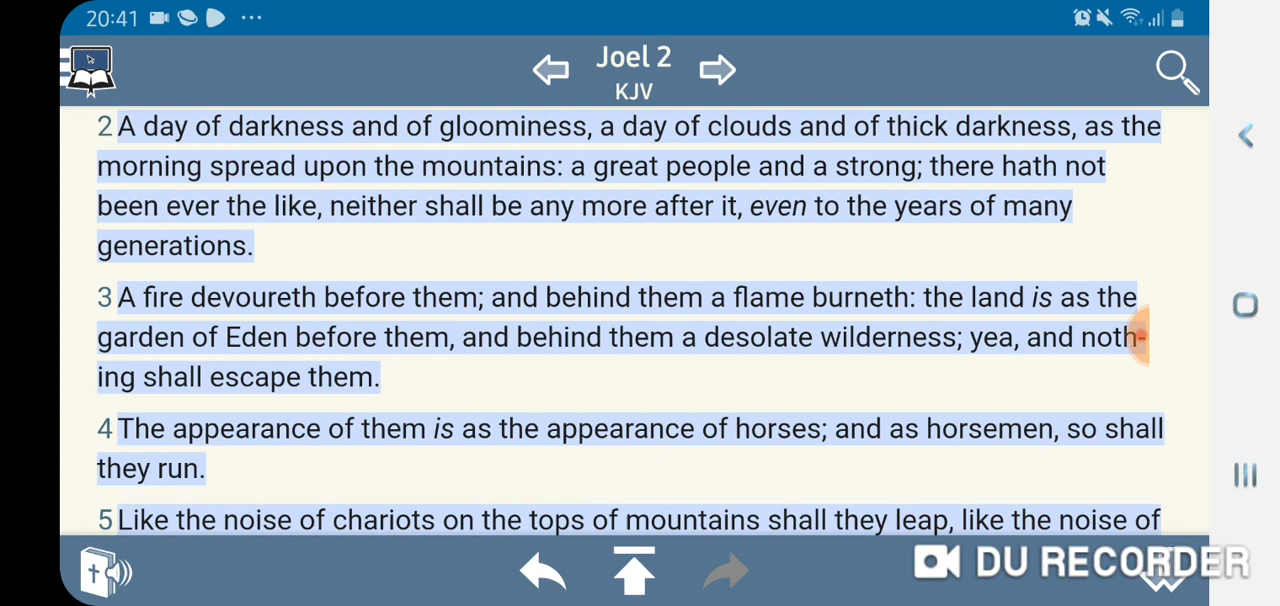 20:41
Joel 2
KJV
2 A day of darkness and of gloominess, a day of clouds and of thick darkness, as the
morning spread upon the mountains: a great people and a strong; there hath not
been ever the like, neither shall be any more after it, even to the years of many
generations.
3 A fire devoureth before them; and behind them a flame burneth: the land is as the
garden of Eden before them, and behind them a desolate wilderness; yea, and noth-
ing shall escape them.
4 The appearance of them is as the appearance of horses; and as horsemen, so shall
they run.
5 Like the noise of chariots on the tops of mountains shall they leap, like the noise of
DU RECORDER